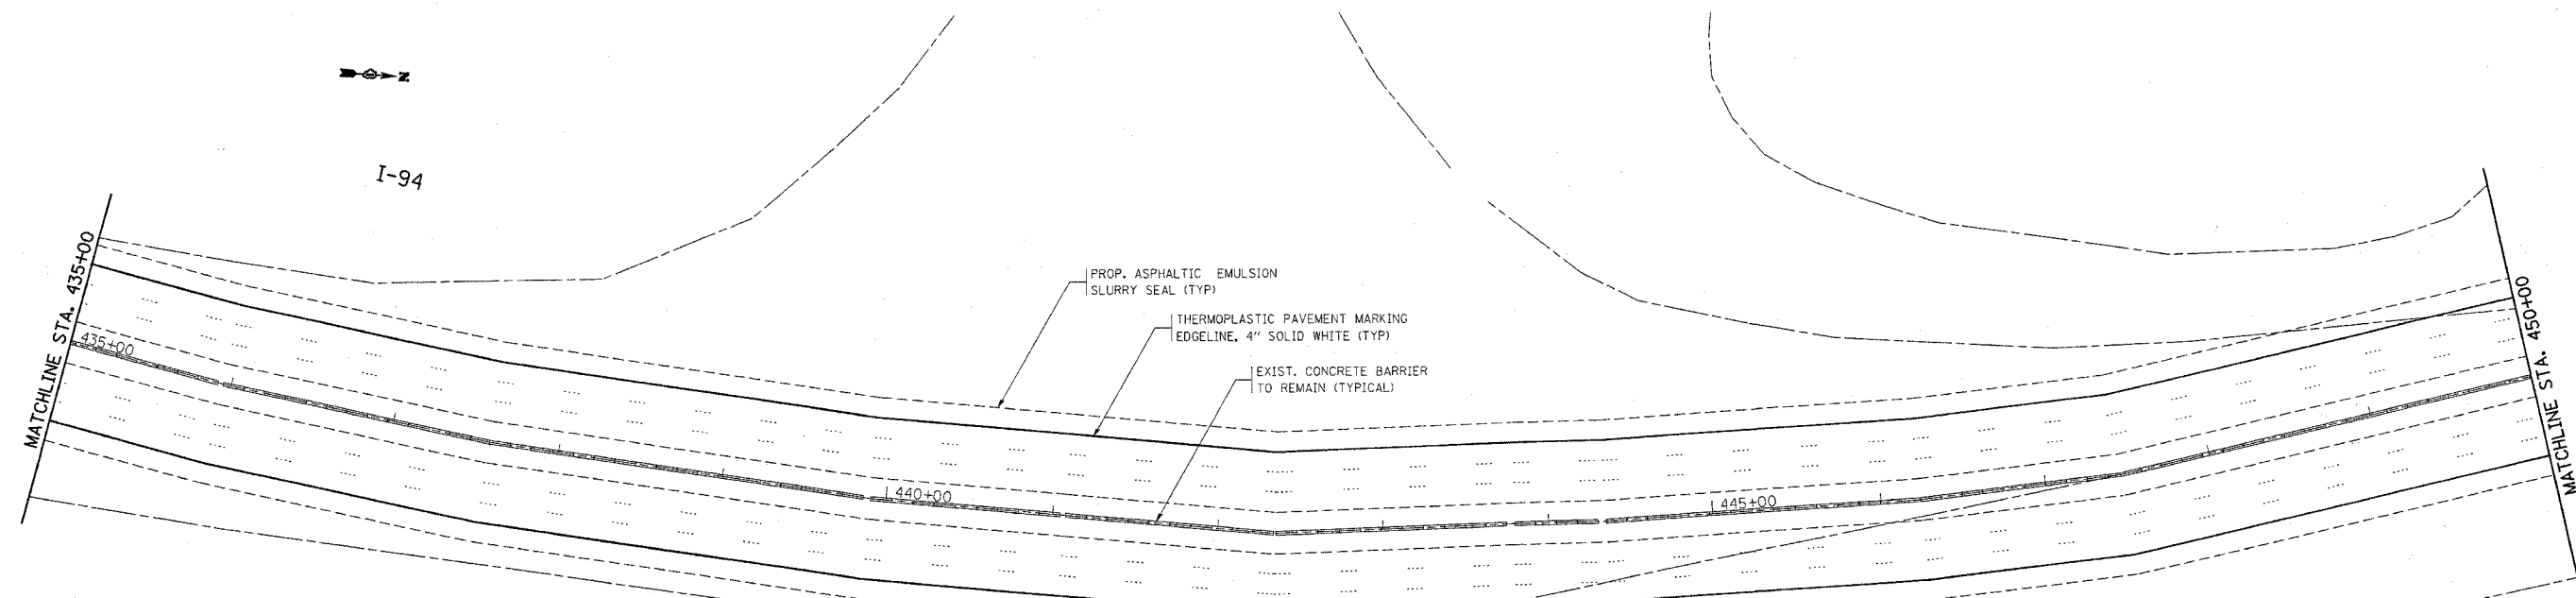 N
I-94
MATCHLINE STA. 435+00
435+00
PROP. ASPHALTIC EMULSION
SLURRY SEAL (TYP)
THERMOPLASTIC PAVEMENT MARKING
EDGELINE, 4" SOLID WHITE (TYP)
EXIST. CONCRETE BARRIER
TO REMAIN (TYPICAL)
440+00
445+00
MATCHLINE STA. 450+00